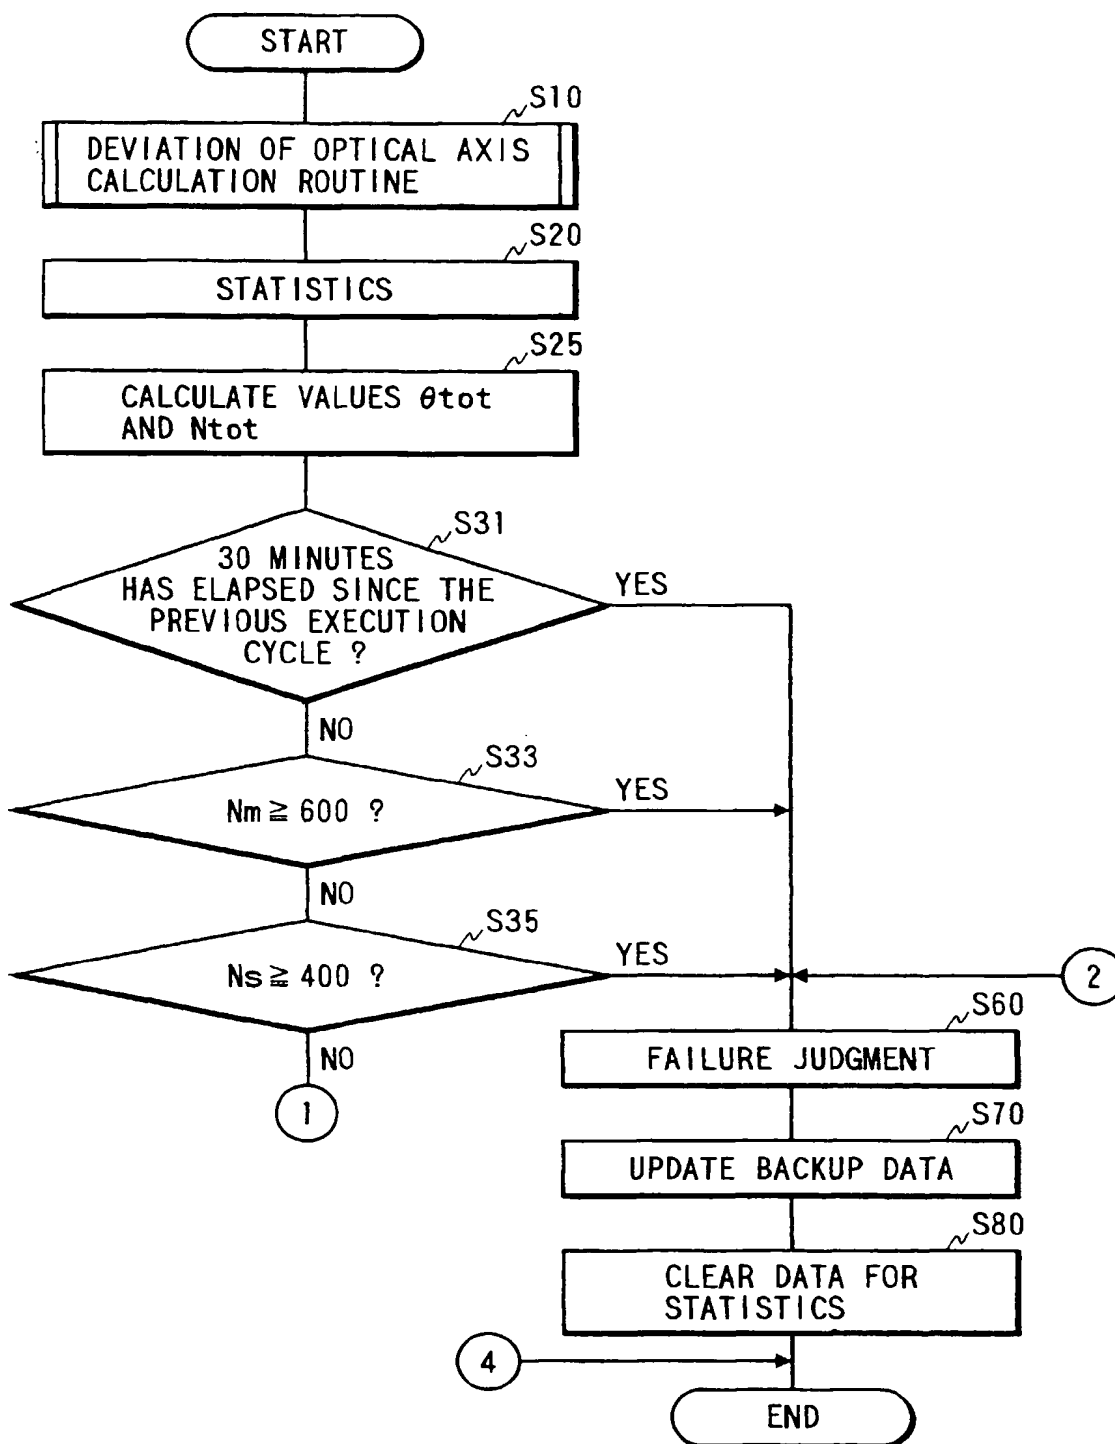 START
S10
DEVIATION OF OPTICAL AXIS
CALCULATION ROUTINE
S20
STATISTICS
S25
CALCULATE VALUES θtot
AND Ntot
S31
30 MINUTES
HAS ELAPSED SINCE THE
PREVIOUS EXECUTION
CYCLE ?
YES
NO
S33
Nm ≧ 600 ?
YES
NO
S35
Ns ≧ 400 ?
YES
NO
1
2
S60
FAILURE JUDGMENT
S70
UPDATE BACKUP DATA
S80
CLEAR DATA FOR
STATISTICS
4
END